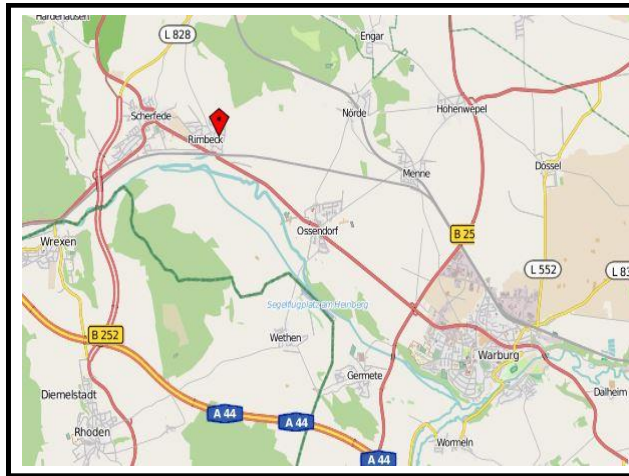 Hardehausen
L 828
Engar
Scherfede
Rimbeck
Nörde
Hohenwepel
Menne
Dössel
Ossendorf
B 25
Wrexen
L 552
L 83
Segelflugplatz am Heinberg
B 252
Wethen
Warburg
Germete
Diemelstadt
Dalheim
A 44
A 44
Rhoden
Wormeln
A 44